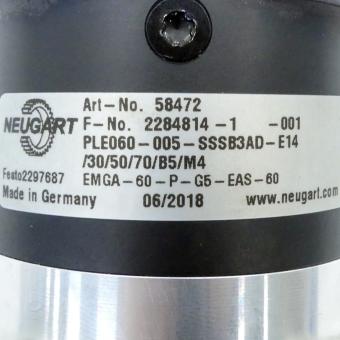 NEUGART
Art-No. 58472
F-No. 2284814-1 -001
PLE060-005-SSSB3AD-E14
/30/50/70/B5/M4
Festo2297687
EMGA-60-P-G5-EAS-60
Made in Germany 06/2018 www.neugart.com